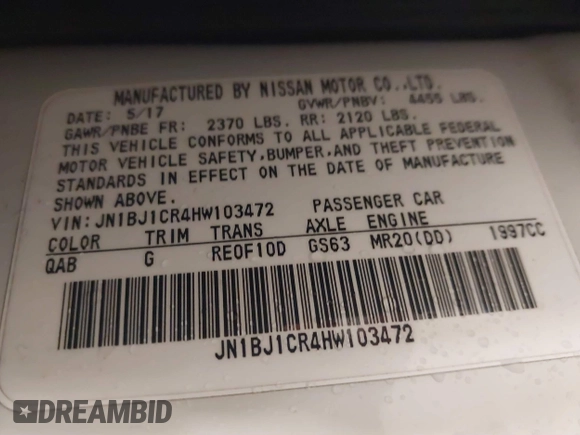 MANUFACTURED BY NISSAN MOTOR CO.,LTD.
DATE: 5/17 GVWR/PNBV: 4455 LBS.
GAWR/PNBE FR: 2370 LBS. RR: 2120 LBS.
THIS VEHICLE CONFORMS TO ALL APPLICABLE FEDERAL
MOTOR VEHICLE SAFETY,BUMPER,AND THEFT PREVENTION
STANDARDS IN EFFECT ON THE DATE OF MANUFACTURE
SHOWN ABOVE.
VIN:JN1BJ1CR4HW103472 PASSENGER CAR
COLOR TRIM TRANS AXLE ENGINE
QAB G RE0F10D GS63 MR20(DD) 1997CC
JN1BJ1CR4HW103472
DREAMBID